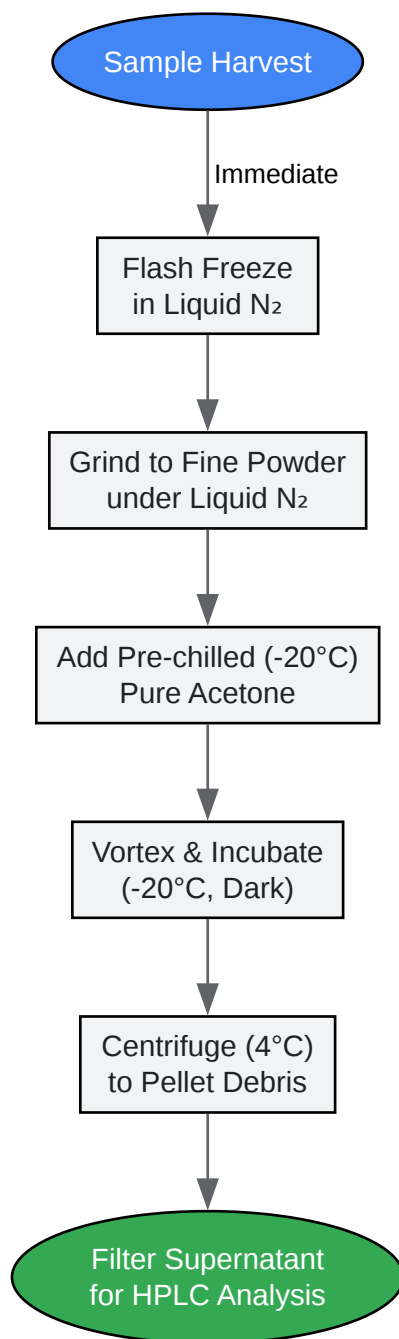 Sample Harvest
Immediate
Flash Freeze
in Liquid N₂
Grind to Fine Powder
under Liquid N₂
Add Pre-chilled (-20°C)
Pure Acetone
Vortex & Incubate
(-20°C, Dark)
Centrifuge (4°C)
to Pellet Debris
Filter Supernatant
for HPLC Analysis